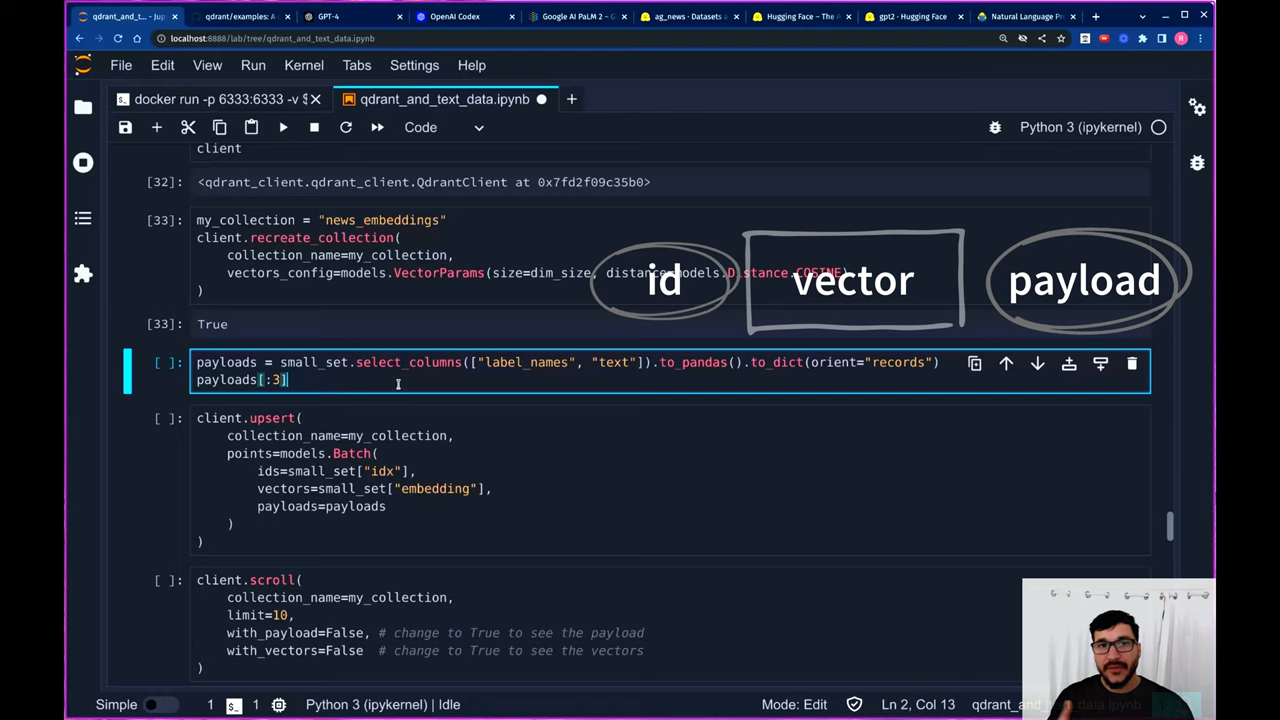 qdrant_and_t... - Jup
qdrant/examples: A
GPT-4
OpenAI Codex
Google AI PaLM 2 –
ag_news · Datasets a
Hugging Face – The A
gpt2 · Hugging Face
Natural Language Pr
localhost:8888/lab/tree/qdrant_and_text_data.ipynb
File Edit View Run Kernel Tabs Settings Help
docker run -p 6333:6333 -v $
qdrant_and_text_data.ipynb
Code
Python 3 (ipykernel)
client
[32]: <qdrant_client.qdrant_client.QdrantClient at 0x7fd2f09c35b0>
[33]: my_collection = "news_embeddings"
client.recreate_collection(
collection_name=my_collection,
vectors_config=models.VectorParams(size=dim_size, distance=models.Distance.COSINE)
)
id vector payload
[33]: True
[ ]: payloads = small_set.select_columns(["label_names", "text"]).to_pandas().to_dict(orient="records")
payloads[:3]
[ ]: client.upsert(
collection_name=my_collection,
points=models.Batch(
ids=small_set["idx"],
vectors=small_set["embedding"],
payloads=payloads
)
)
[ ]: client.scroll(
collection_name=my_collection,
limit=10,
with_payload=False, # change to True to see the payload
with_vectors=False # change to True to see the vectors
)
Simple 1 1 Python 3 (ipykernel) | Idle Mode: Edit Ln 2, Col 13 qdrant_and_text_data.ipynb